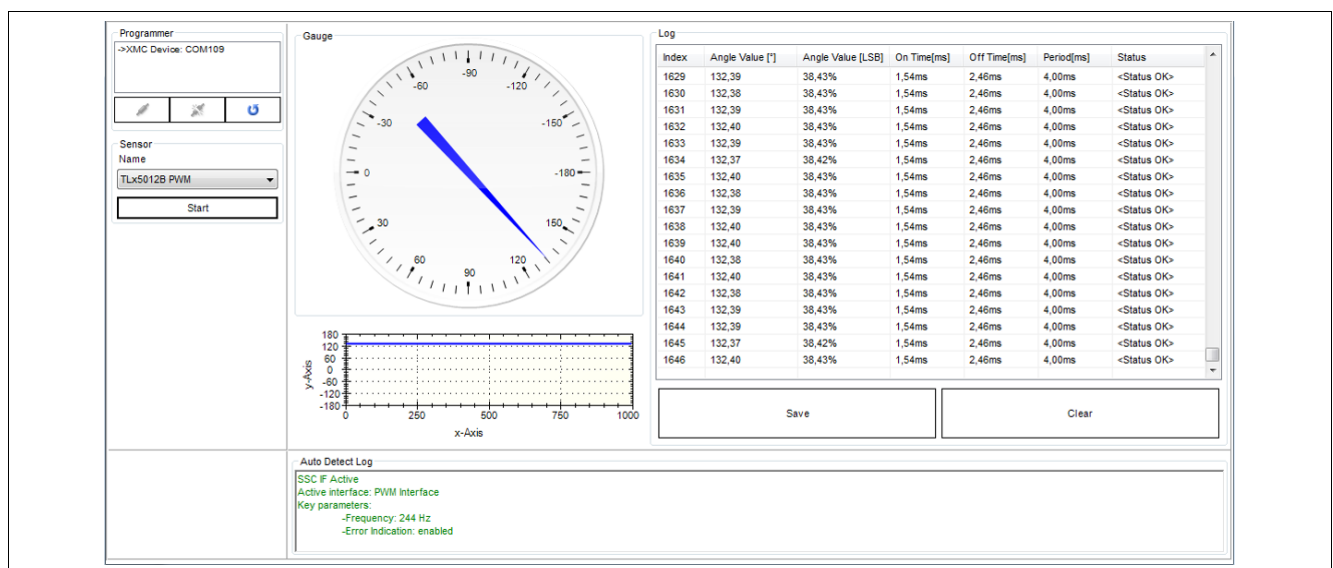 Programmer
->XMC Device: COM109
Sensor
Name
TLx5012B PWM
Start
Gauge
-90
-60 -120
-30 -150
0 -180
30 150
60 120
90
180
120
60
0
-60
-120
-180
y-Axis
0 250 500 750 1000
x-Axis
Log
Index Angle Value [°] Angle Value [LSB] On Time[ms] Off Time[ms] Period[ms] Status
1629 132,39 38,43% 1,54ms 2,46ms 4,00ms <Status OK>
1630 132,38 38,43% 1,54ms 2,46ms 4,00ms <Status OK>
1631 132,39 38,43% 1,54ms 2,46ms 4,00ms <Status OK>
1632 132,40 38,43% 1,54ms 2,46ms 4,00ms <Status OK>
1633 132,39 38,43% 1,54ms 2,46ms 4,00ms <Status OK>
1634 132,37 38,42% 1,54ms 2,46ms 4,00ms <Status OK>
1635 132,40 38,43% 1,54ms 2,46ms 4,00ms <Status OK>
1636 132,38 38,43% 1,54ms 2,46ms 4,00ms <Status OK>
1637 132,39 38,43% 1,54ms 2,46ms 4,00ms <Status OK>
1638 132,40 38,43% 1,54ms 2,46ms 4,00ms <Status OK>
1639 132,40 38,43% 1,54ms 2,46ms 4,00ms <Status OK>
1640 132,38 38,43% 1,54ms 2,46ms 4,00ms <Status OK>
1641 132,40 38,43% 1,54ms 2,46ms 4,00ms <Status OK>
1642 132,38 38,43% 1,54ms 2,46ms 4,00ms <Status OK>
1643 132,39 38,43% 1,54ms 2,46ms 4,00ms <Status OK>
1644 132,39 38,43% 1,54ms 2,46ms 4,00ms <Status OK>
1645 132,37 38,42% 1,54ms 2,46ms 4,00ms <Status OK>
1646 132,40 38,43% 1,54ms 2,46ms 4,00ms <Status OK>
Save Clear
Auto Detect Log
SSC IF Active
Active interface: PWM Interface
Key parameters:
-Frequency: 244 Hz
-Error Indication: enabled